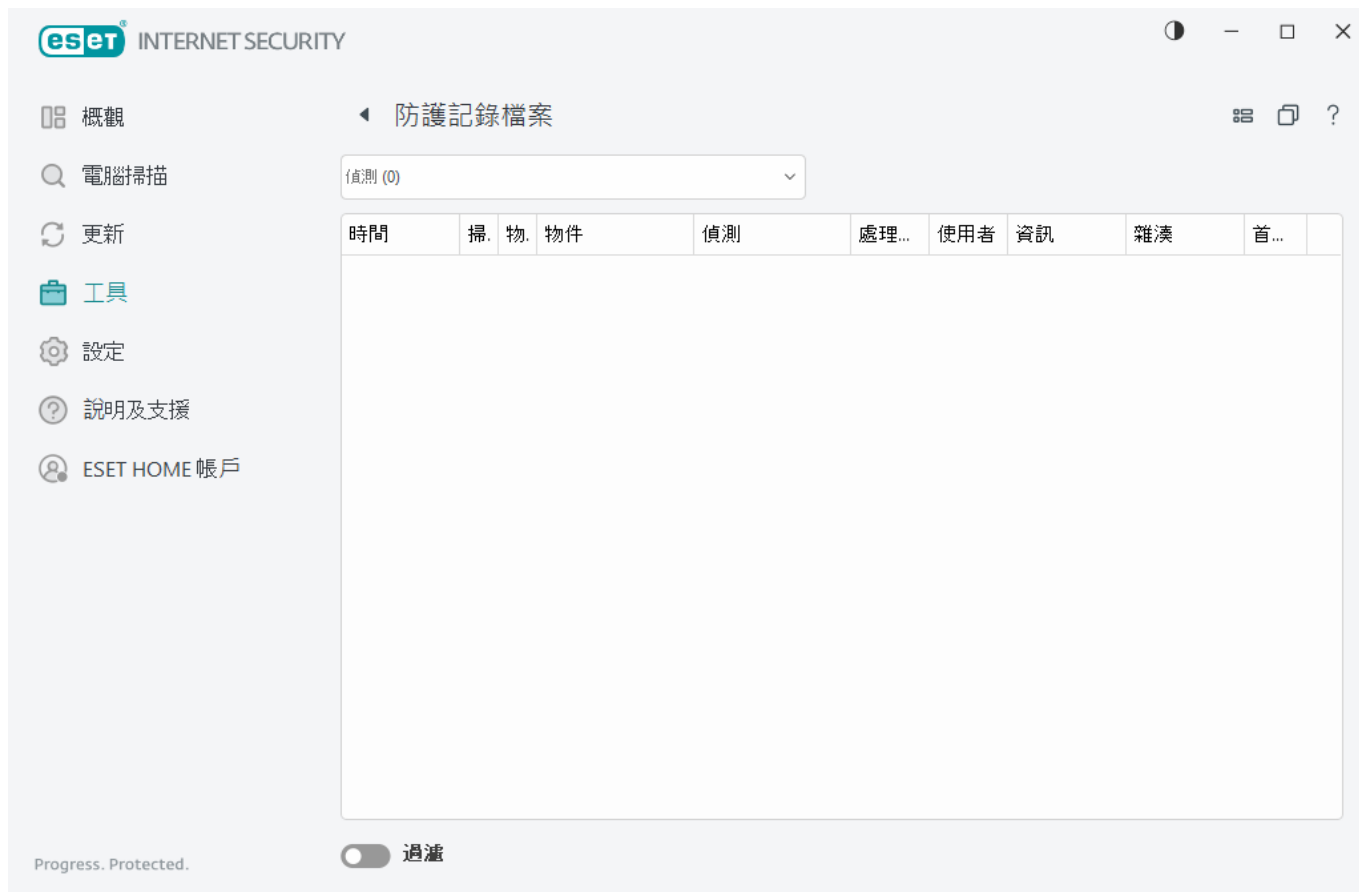 eset® INTERNET SECURITY
概觀
電腦掃描
更新
工具
設定
說明及支援
ESET HOME 帳戶
Progress. Protected.
防護記錄檔案
?
偵測 (0)
時間 掃. 物. 物件 偵測 處理... 使用者 資訊 雜湊 首...
過濾